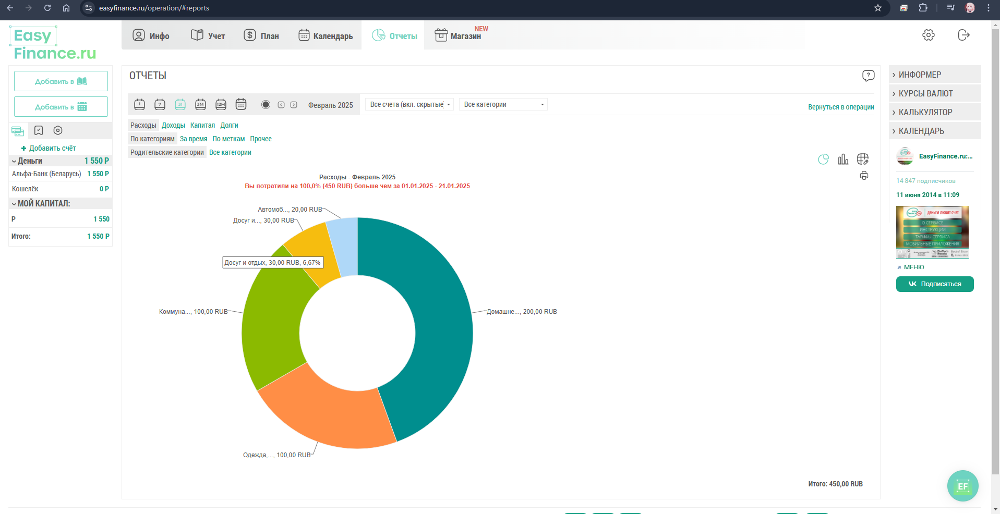 easyfinance.ru/operation/#reports
Easy
Finance.ru
Инфо
Учет
План
Календарь
Отчеты
Магазин
NEW
Добавить в
Добавить в
Добавить счёт
Деньги 1 550 Р
Альфа-Банк (Беларусь) 1 550 Р
Кошелёк 0 Р
МОЙ КАПИТАЛ:
Р 1 550
Итого: 1 550 Р
ОТЧЕТЫ
?
1 7 31 3М 12М Февраль 2025 Все счета (вкл. скрытые) Все категории
Вернуться в операции
Расходы Доходы Капитал Долги
По категориям За время По меткам Прочее
Родительские категории Все категории
Расходы - Февраль 2025
Вы потратили на 100,0% (450 RUB) больше чем за 01.01.2025 - 21.01.2025
Автомоб..., 20,00 RUB
Досуг и..., 30,00 RUB
Досуг и отдых, 30,00 RUB, 6,67%
Коммуна..., 100,00 RUB
Домашне..., 200,00 RUB
Одежда,..., 100,00 RUB
Итого: 450,00 RUB
ИНФОРМЕР
КУРСЫ ВАЛЮТ
КАЛЬКУЛЯТОР
КАЛЕНДАРЬ
EasyFinance.ru:...
14 847 подписчиков
11 июня 2014 в 11:09
ДЕНЬГИ ЛЮБЯТ СЧЕТ
О СЕРВИСЕ
ИНСТРУКЦИИ
ТАРИФЫ СЕРВИСА
МОБИЛЬНЫЕ ПРИЛОЖЕНИЯ
МЕНЮ
Подписаться
EF